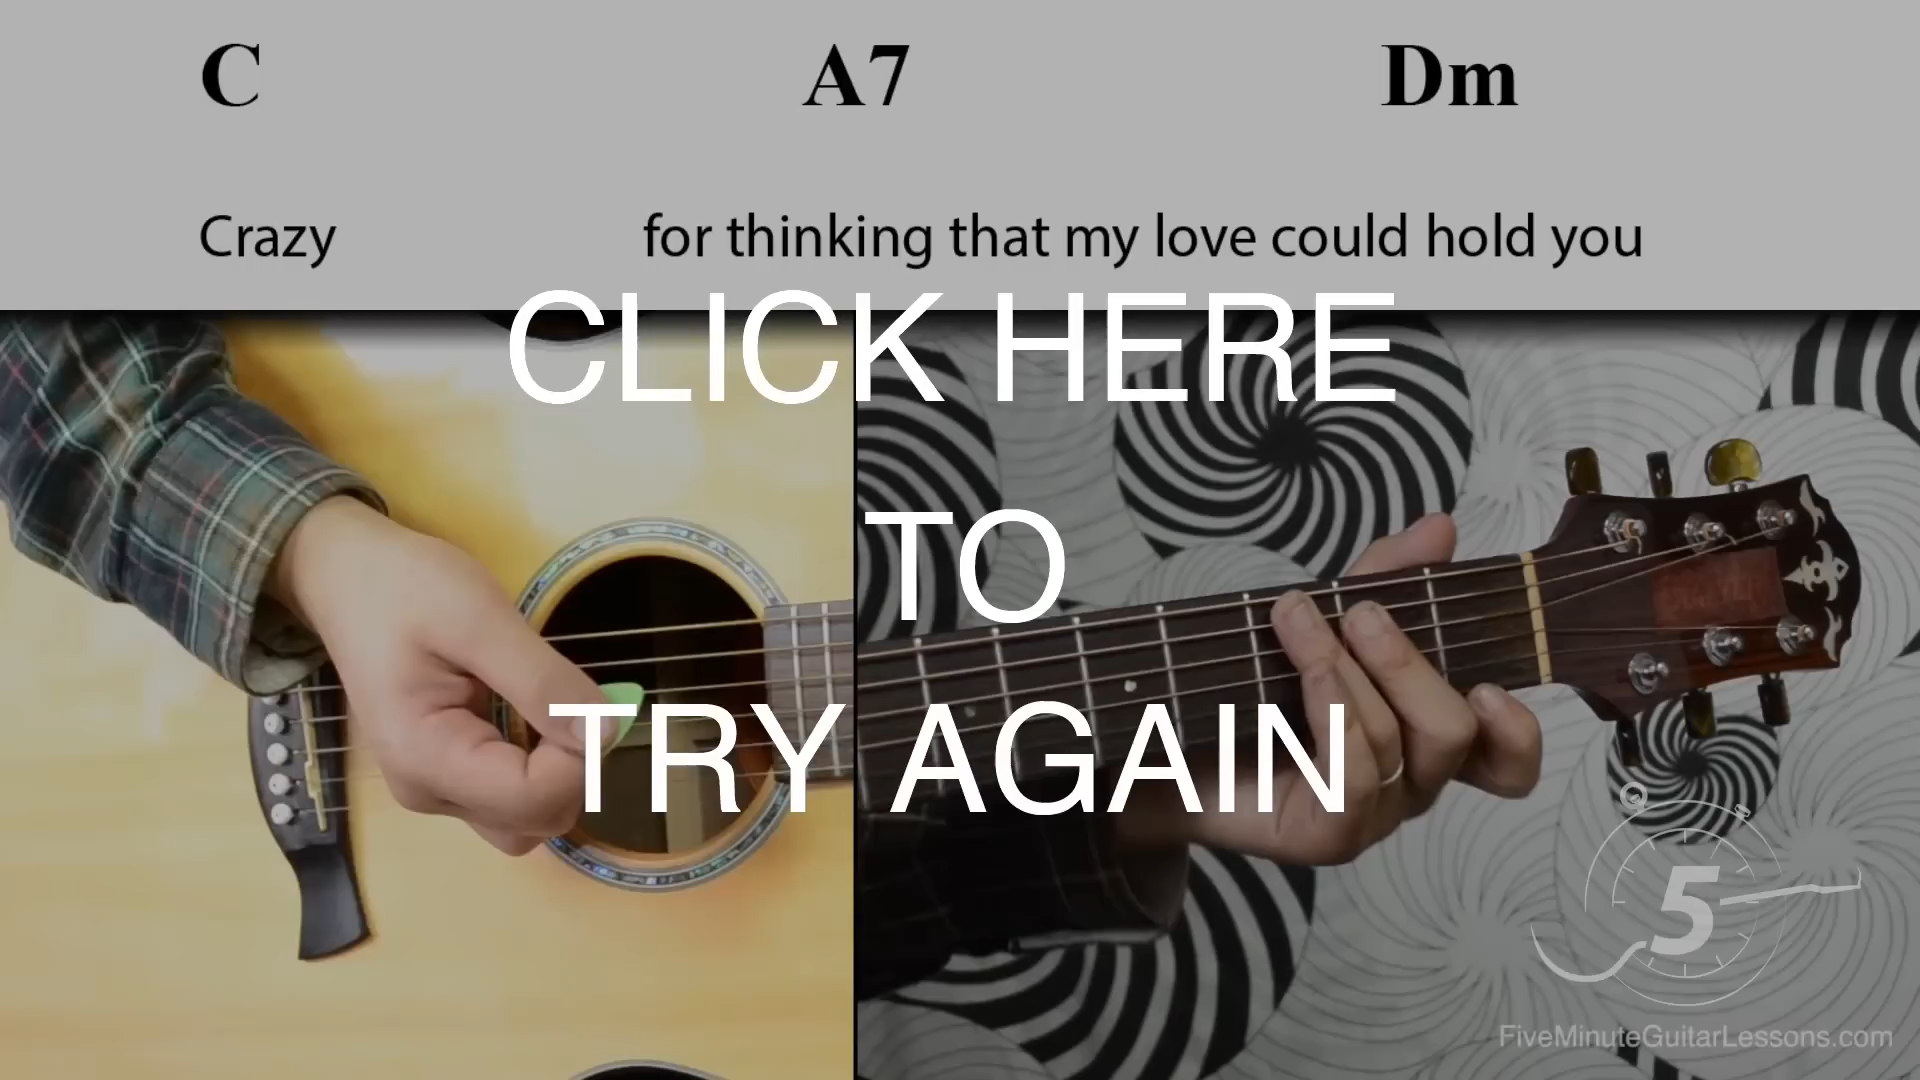 C A7 Dm
Crazy for thinking that my love could hold you
CLICK HERE
TO
TRY AGAIN
5
FiveMinuteGuitarLessons.com